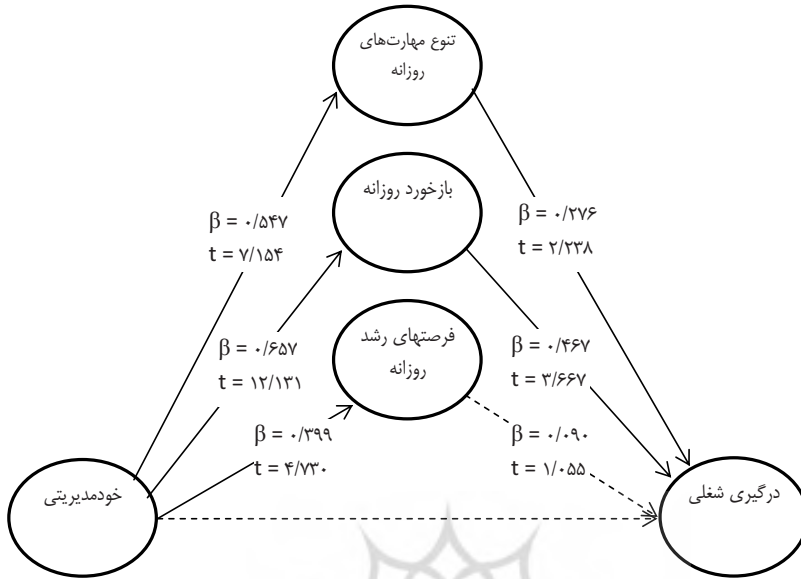 تنوع مهارت‌های
روزانه
بازخورد روزانه
β = ۰/۵۴۷
t = ۷/۱۵۴
β = ۰/۲۷۶
t = ۲/۲۳۸
فرصتهای رشد
روزانه
β = ۰/۶۵۷
t = ۱۲/۱۳۱
β = ۰/۴۶۷
t = ۳/۶۶۷
β = ۰/۳۹۹
t = ۴/۷۳۰
β = ۰/۰۹۰
t = ۱/۰۵۵
خودمدیریتی
درگیری شغلی